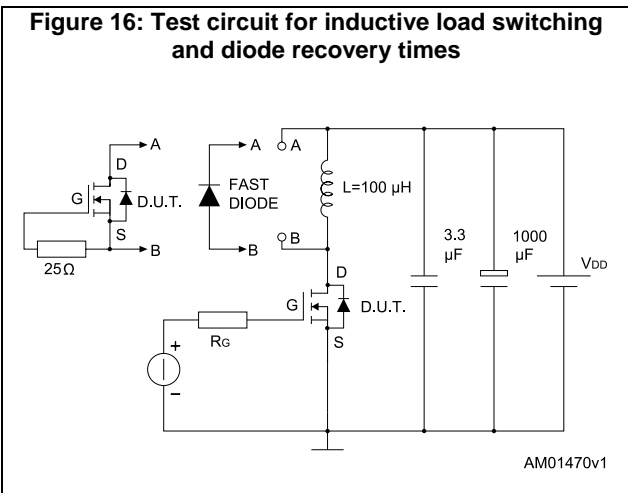 Figure 16: Test circuit for inductive load switching
and diode recovery times
A
D
G
D.U.T.
S
B
25Ω
A
FAST
DIODE
B
A
L=100 µH
B
D
G
D.U.T.
S
RG
+
−
3.3
µF
1000
µF
VDD
AM01470v1